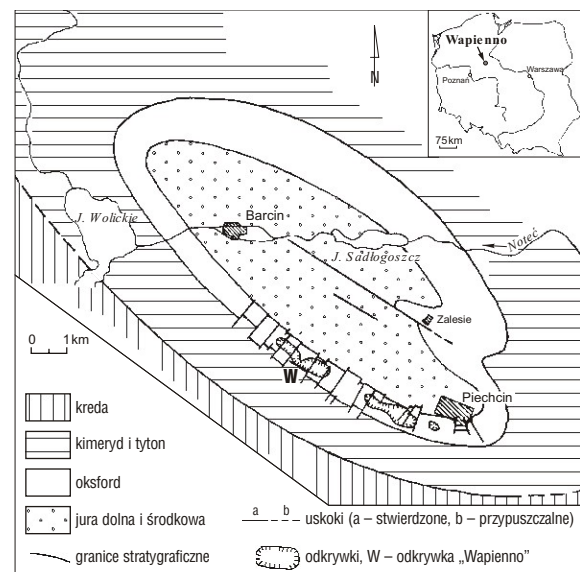 Wapienno
Poznań
Warszawa
75km
N
J. Wolickie
Barcin
J. Sadłogoszcz
Noteć
Zalesie
0 1km
W
Piechcin
kreda
kimeryd i tyton
oksford
jura dolna i środkowa
granice stratygraficzne
a b
uskoki (a – stwierdzone, b – przypuszczalne)
odkrywki, W – odkrywka „Wapienno”